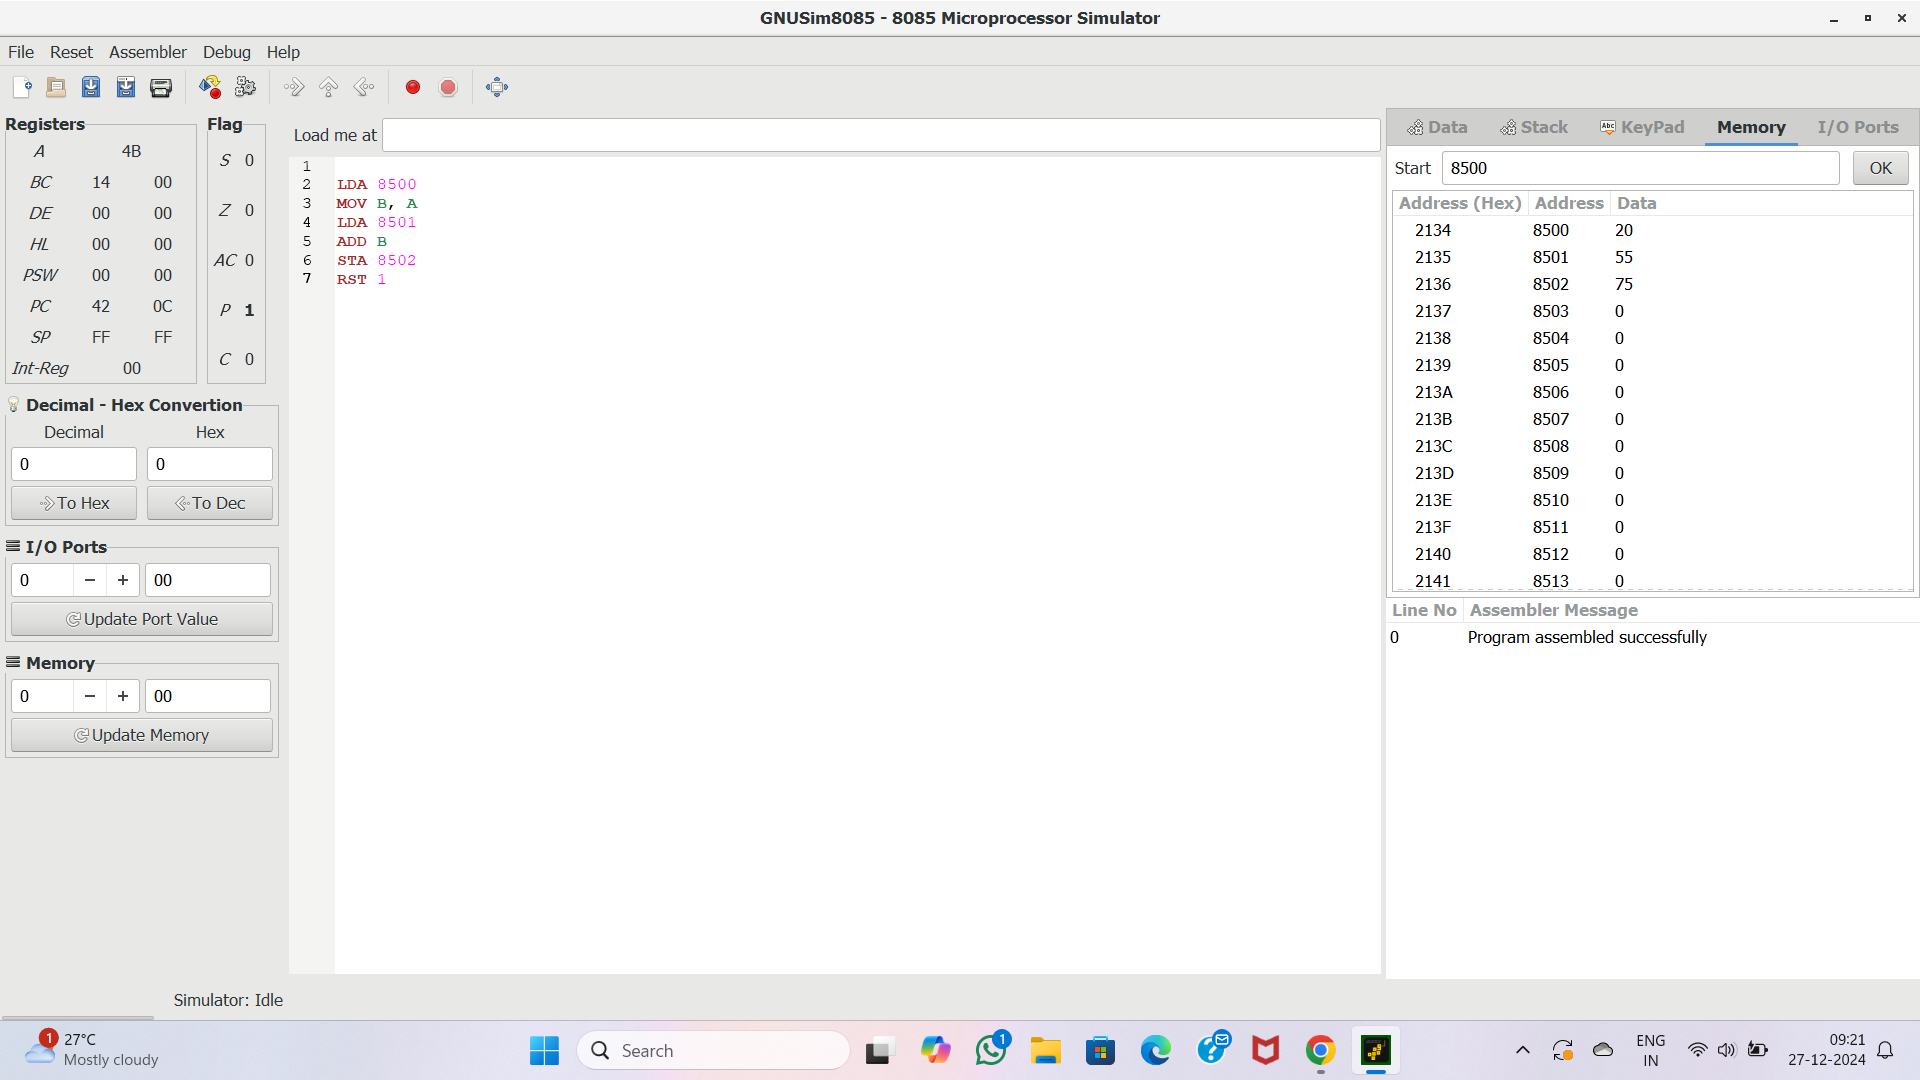 GNUSim8085 - 8085 Microprocessor Simulator
File Reset Assembler Debug Help
Registers
A 4B
BC 14 00
DE 00 00
HL 00 00
PSW 00 00
PC 42 0C
SP FF FF
Int-Reg 00
Flag
S 0
Z 0
AC 0
P 1
C 0
Decimal - Hex Convertion
Decimal Hex
0 0
To Hex To Dec
I/O Ports
0 − + 00
Update Port Value
Memory
0 − + 00
Update Memory
Load me at
1
2 LDA 8500
3 MOV B, A
4 LDA 8501
5 ADD B
6 STA 8502
7 RST 1
Data Stack Abc KeyPad Memory I/O Ports
Start 8500 OK
Address (Hex) Address Data
2134 8500 20
2135 8501 55
2136 8502 75
2137 8503 0
2138 8504 0
2139 8505 0
213A 8506 0
213B 8507 0
213C 8508 0
213D 8509 0
213E 8510 0
213F 8511 0
2140 8512 0
2141 8513 0
Line No Assembler Message
0 Program assembled successfully
Simulator: Idle
1 27°C
Mostly cloudy
Search
1
ENG
IN
09:21
27-12-2024